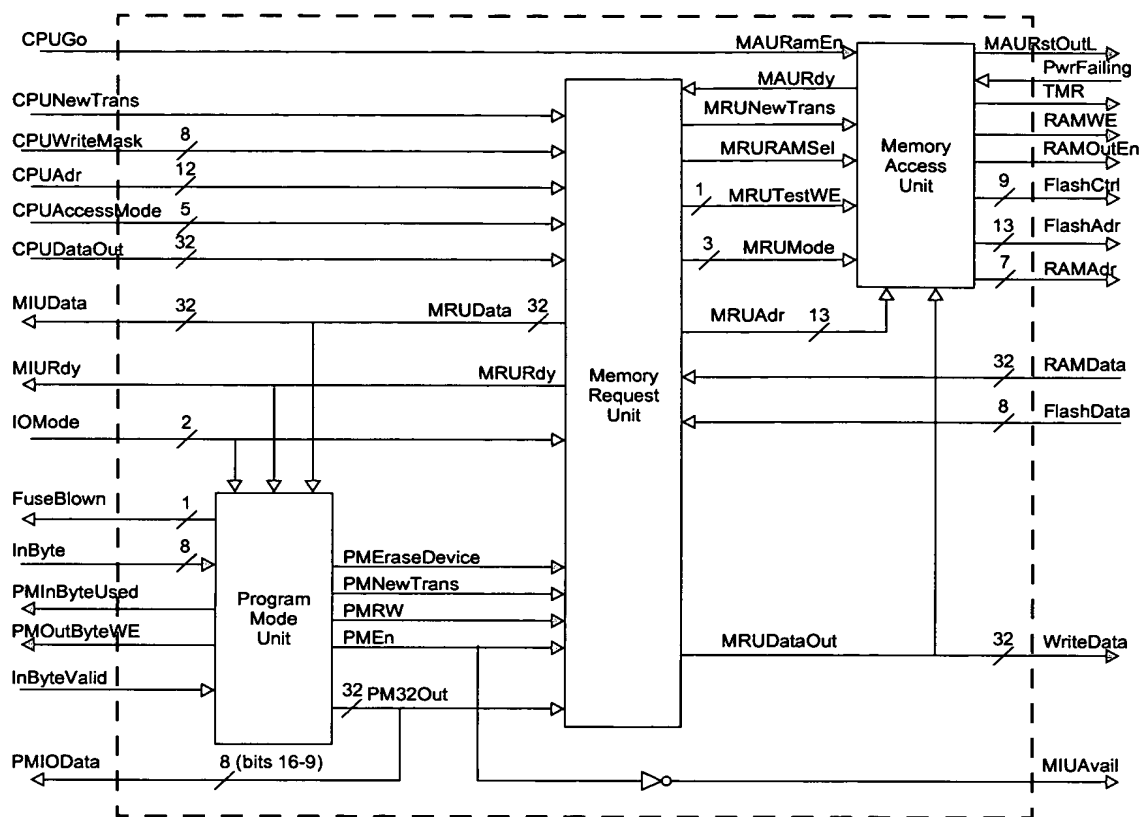 CPUGo
MAURamEn
MAURstOutL
MAURdy
PwrFailing
CPUNewTrans
MRUNewTrans
TMR
CPUWriteMask
8
RAMWE
CPUAdr
12
MRURAMSel
Memory
Access
Unit
RAMOutEn
CPUAccessMode
5
1
MRUTestWE
9
FlashCtrl
CPUDataOut
32
3
MRUMode
13
FlashAdr
7
RAMAdr
MIUData
32
MRUData
32
MRUAdr
13
MIURdy
MRURdy
Memory
Request
Unit
32
RAMData
IOMode
2
8
FlashData
FuseBlown
1
InByte
8
PMEraseDevice
PMInByteUsed
Program
Mode
Unit
PMNewTrans
PMRW
PMOutByteWE
PMEn
MRUDataOut
32
WriteData
InByteValid
32
PM32Out
PMIOData
8 (bits 16-9)
MIUAvail